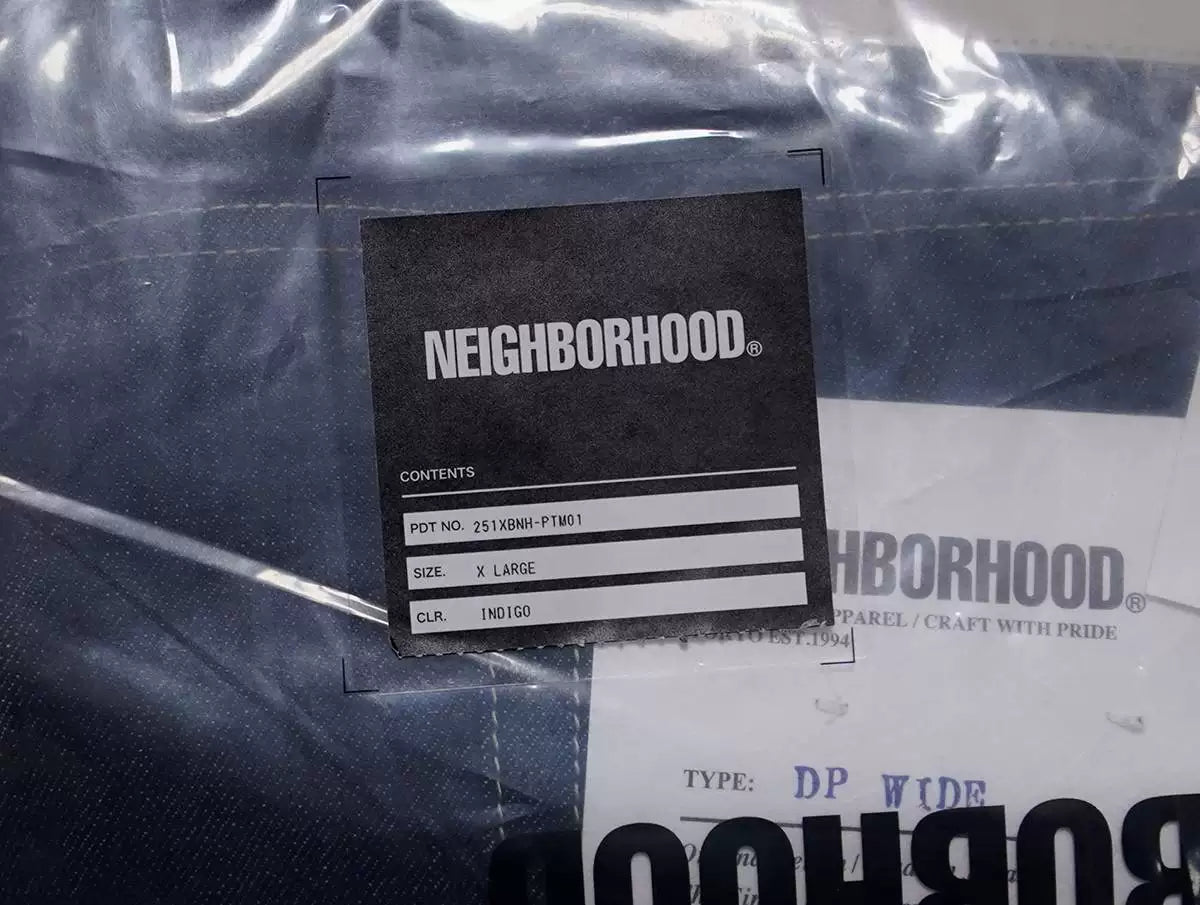 NEIGHBORHOOD®
CONTENTS
PDT NO. 251XBNH-PTM01
SIZE. X LARGE
CLR. INDIGO
HBORHOOD®
PPAREL / CRAFT WITH PRIDE
EST.1994
TYPE: DP WIDE